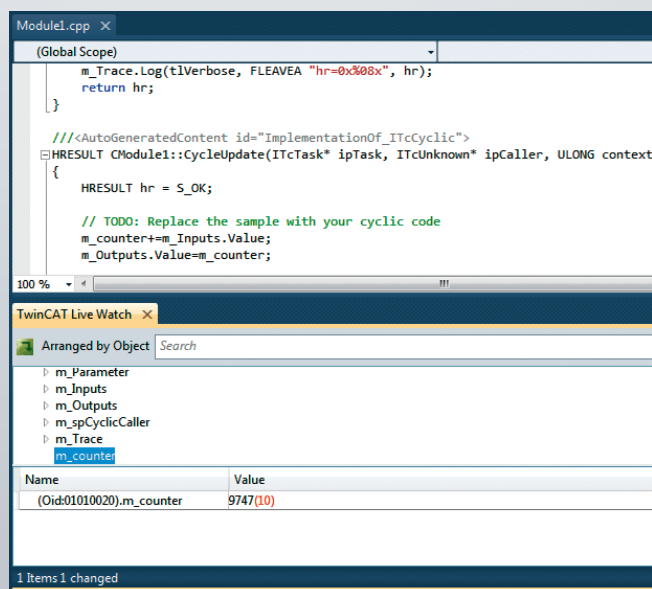 Module1.cpp ×
(Global Scope)
m_Trace.Log(tlVerbose, FLEAVEA "hr=0x%08x", hr);
return hr;
}
///<AutoGeneratedContent id="ImplementationOf_ITcCyclic">
HRESULT CModule1::CycleUpdate(ITcTask* ipTask, ITcUnknown* ipCaller, ULONG context
{
HRESULT hr = S_OK;
// TODO: Replace the sample with your cyclic code
m_counter+=m_Inputs.Value;
m_Outputs.Value=m_counter;
100 %
TwinCAT Live Watch ×
Arranged by Object Search
m_Parameter
m_Inputs
m_Outputs
m_spCyclicCaller
m_Trace
m_counter
Name Value
(Oid:01010020).m_counter 9747(10)
1 Items 1 changed